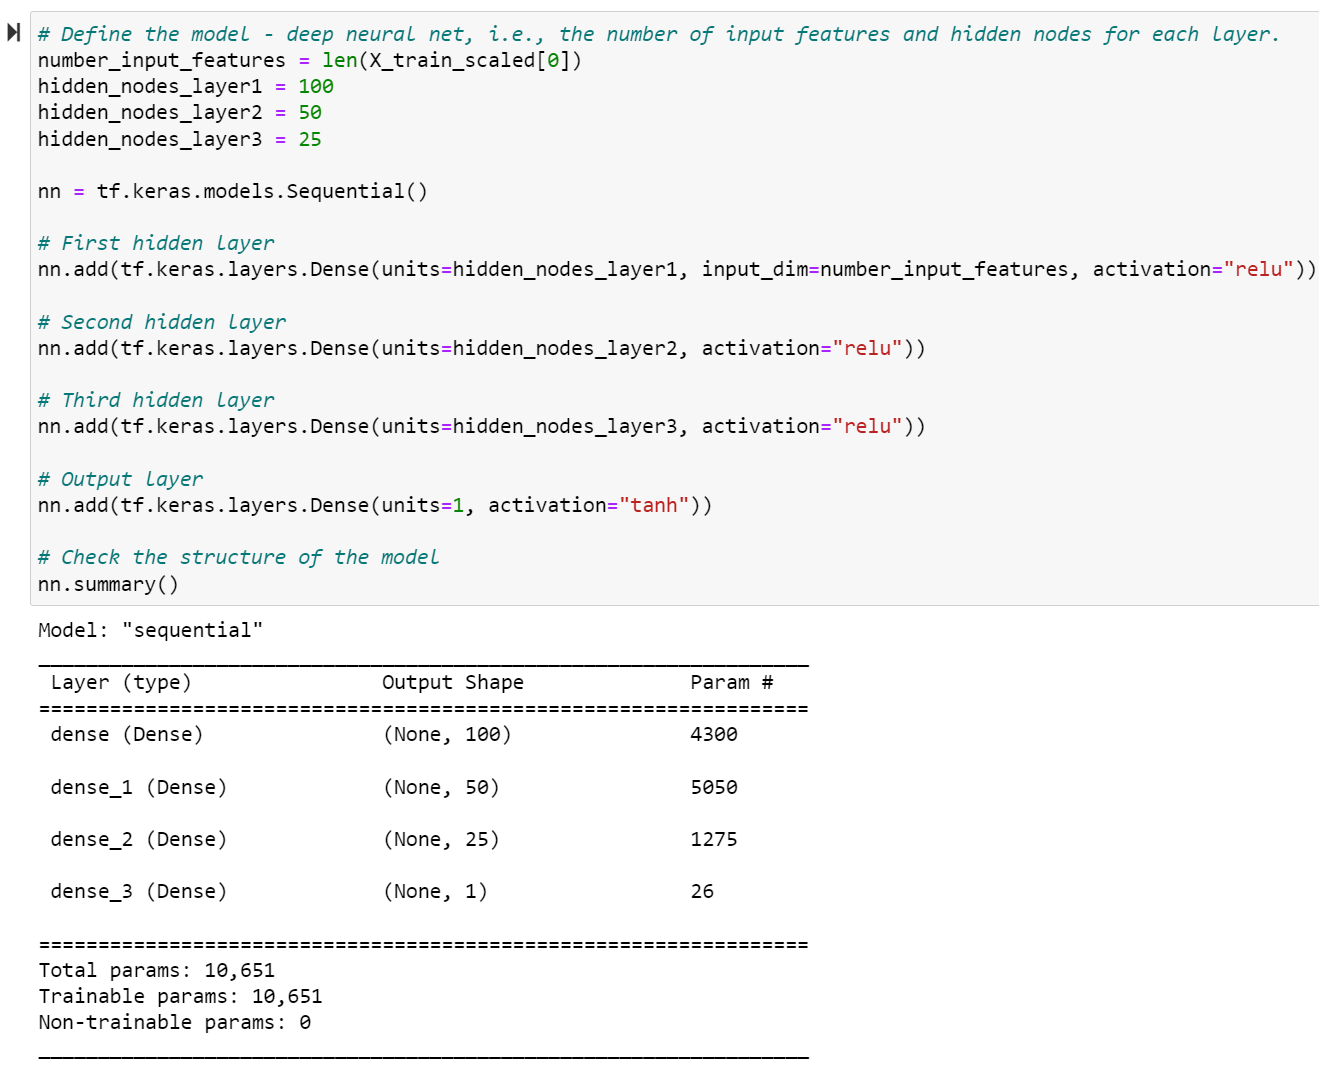 # Define the model - deep neural net, i.e., the number of input features and hidden nodes for each layer.
number_input_features = len(X_train_scaled[0])
hidden_nodes_layer1 = 100
hidden_nodes_layer2 = 50
hidden_nodes_layer3 = 25
nn = tf.keras.models.Sequential()
# First hidden layer
nn.add(tf.keras.layers.Dense(units=hidden_nodes_layer1, input_dim=number_input_features, activation="relu"))
# Second hidden layer
nn.add(tf.keras.layers.Dense(units=hidden_nodes_layer2, activation="relu"))
# Third hidden layer
nn.add(tf.keras.layers.Dense(units=hidden_nodes_layer3, activation="relu"))
# Output layer
nn.add(tf.keras.layers.Dense(units=1, activation="tanh"))
# Check the structure of the model
nn.summary()
Model: "sequential"
_________________________________________________________________
Layer (type) Output Shape Param #
=================================================================
dense (Dense) (None, 100) 4300
dense_1 (Dense) (None, 50) 5050
dense_2 (Dense) (None, 25) 1275
dense_3 (Dense) (None, 1) 26
=================================================================
Total params: 10,651
Trainable params: 10,651
Non-trainable params: 0
_________________________________________________________________